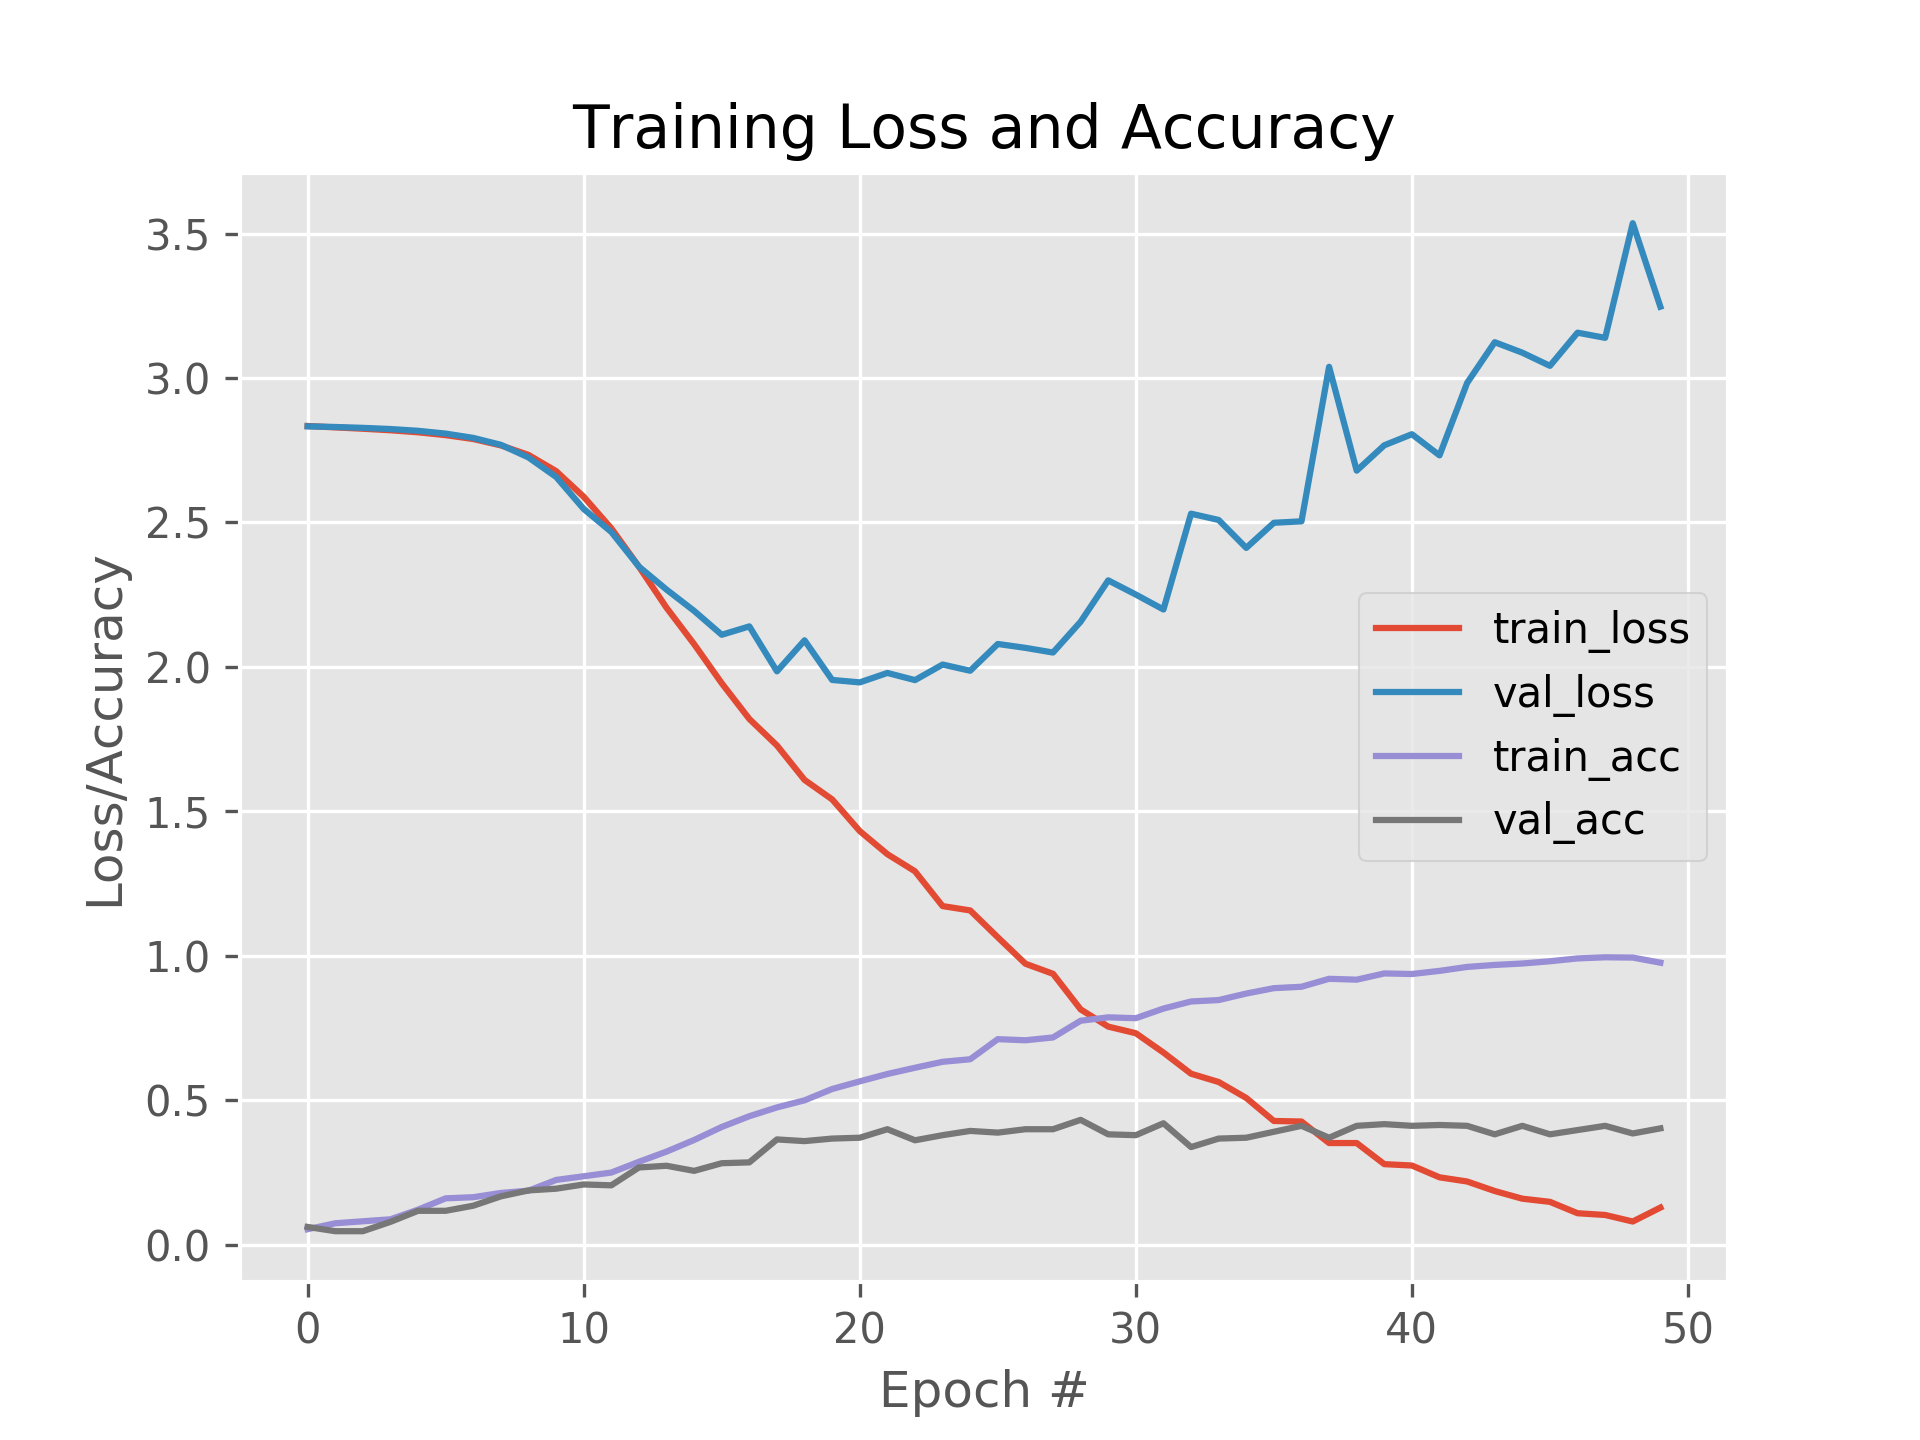 Training Loss and Accuracy
3.5
3.0
2.5
2.0
1.5
1.0
0.5
0.0
Loss/Accuracy
train_loss
val_loss
train_acc
val_acc
0 10 20 30 40 50
Epoch #